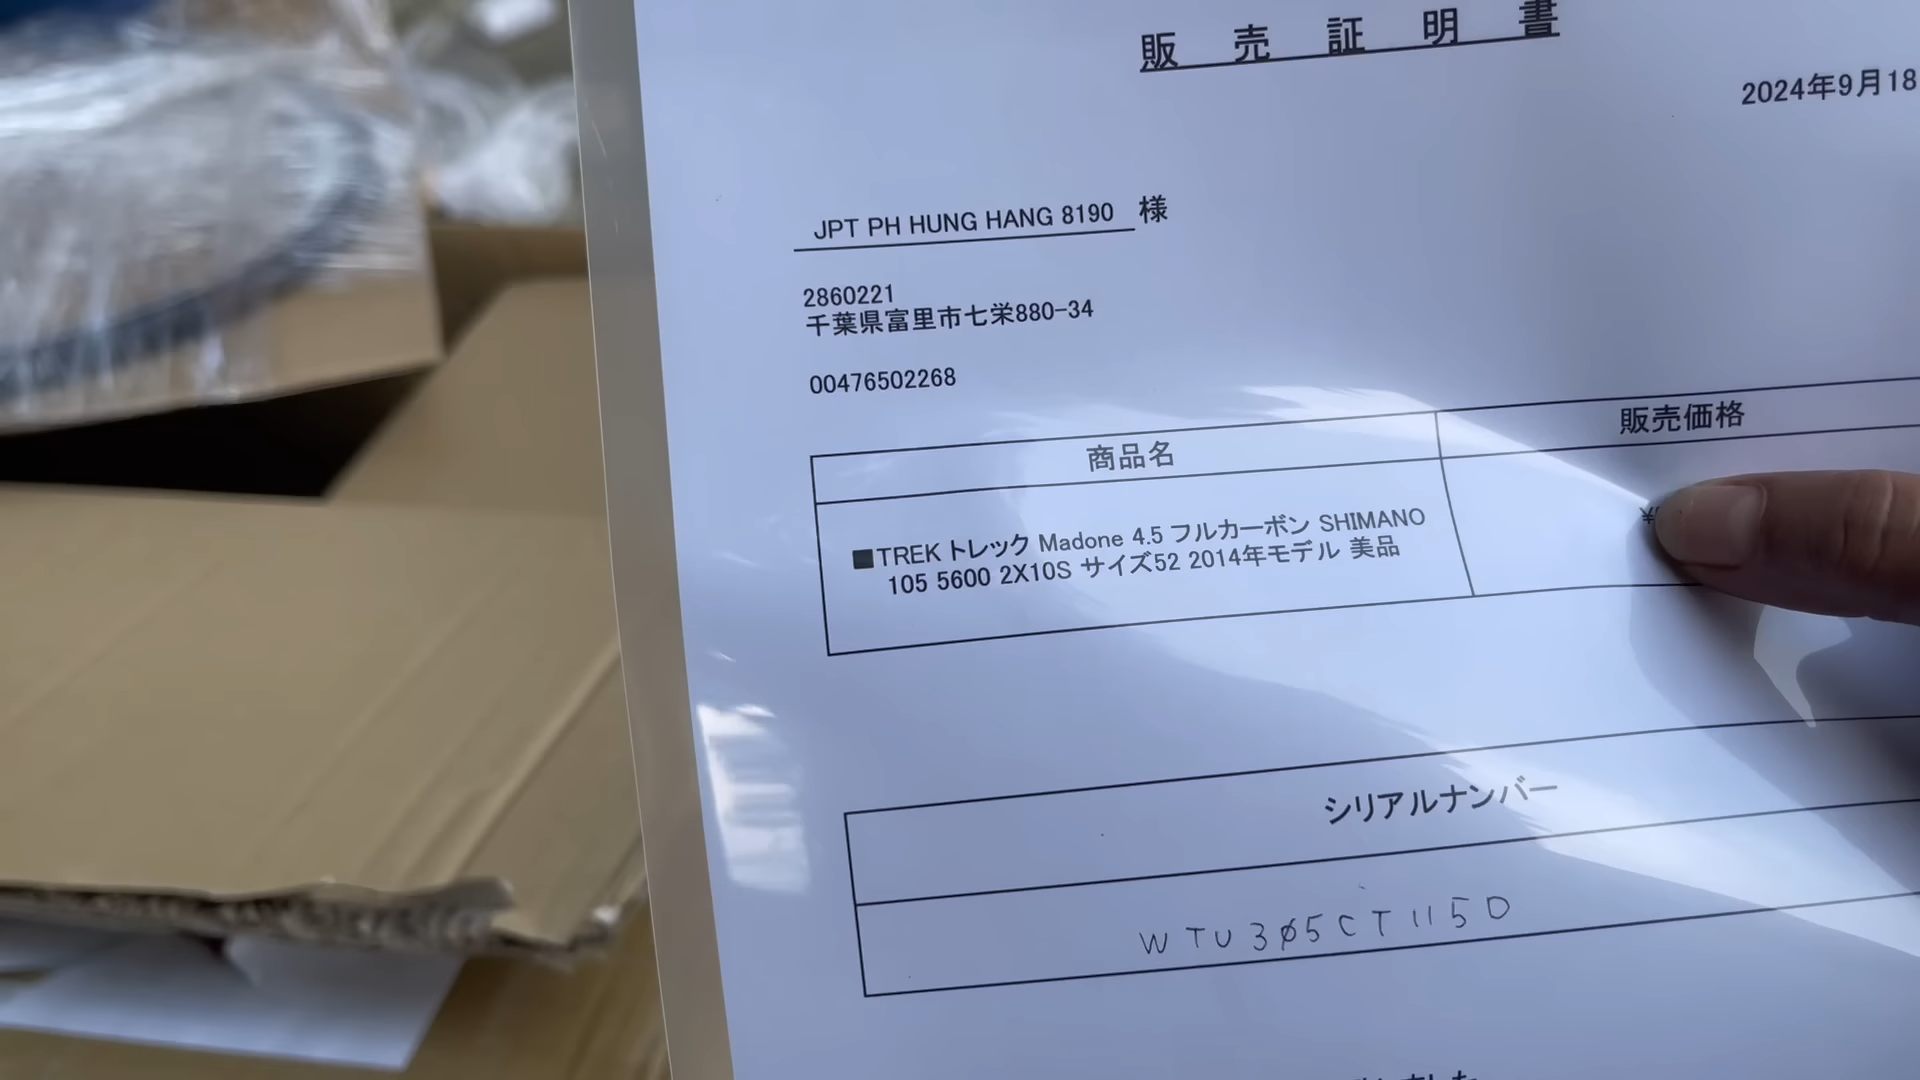 販売証明書
2024年9月18
JPT PH HUNG HANG 8190 様
2860221
千葉県富里市七栄880-34
00476502268
商品名
販売価格
■TREK トレック Madone 4.5 フルカーボン SHIMANO
105 5600 2X10S サイズ52 2014年モデル 美品
¥
シリアルナンバー
WTU305CT1150